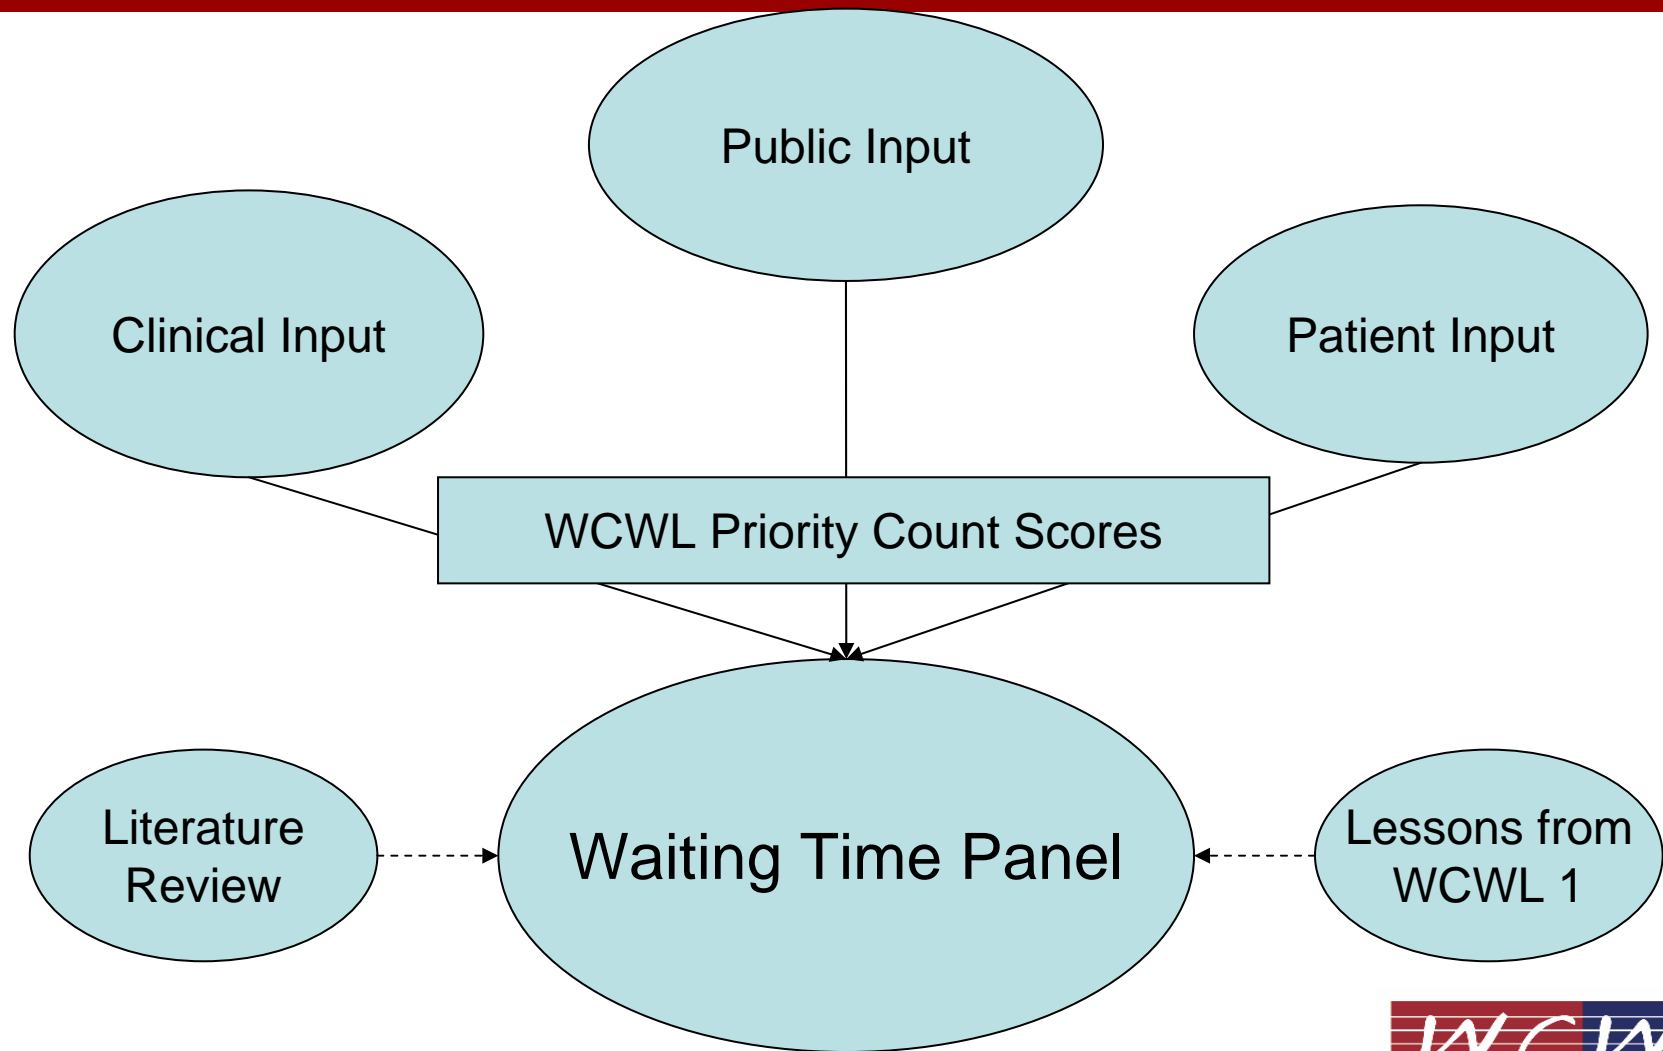 Public Input
Clinical Input
Patient Input
WCWL Priority Count Scores
Literature
Review
Waiting Time Panel
Lessons from
WCWL 1
WCW